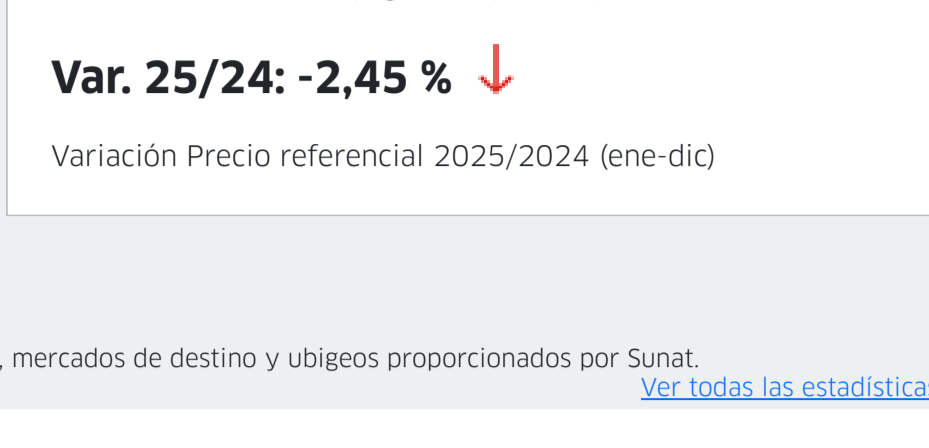 Var. 25/24: -2,45 %
Variación Precio referencial 2025/2024 (ene-dic)
, mercados de destino y ubigeos proporcionados por Sunat.
Ver todas las estadísticas